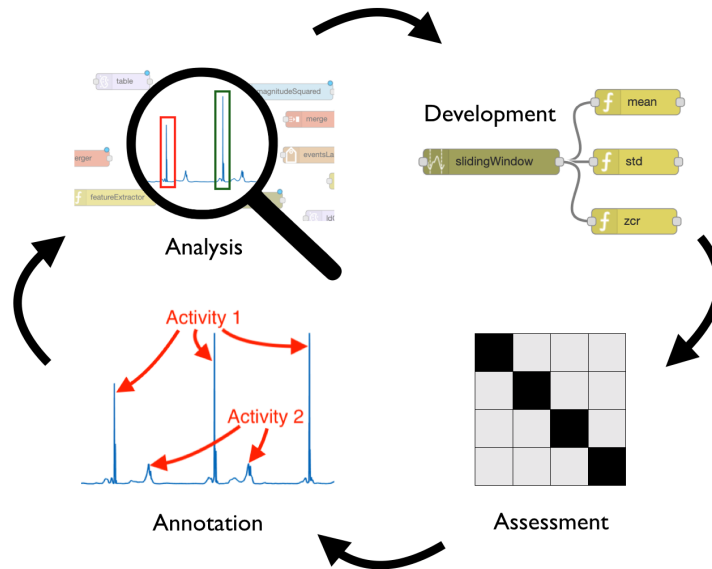 table
magnitudeSquared
merge
erger
eventsLa
featureExtractor
Analysis
Development
mean
slidingWindow
std
zcr
Activity 1
Activity 2
Annotation
Assessment